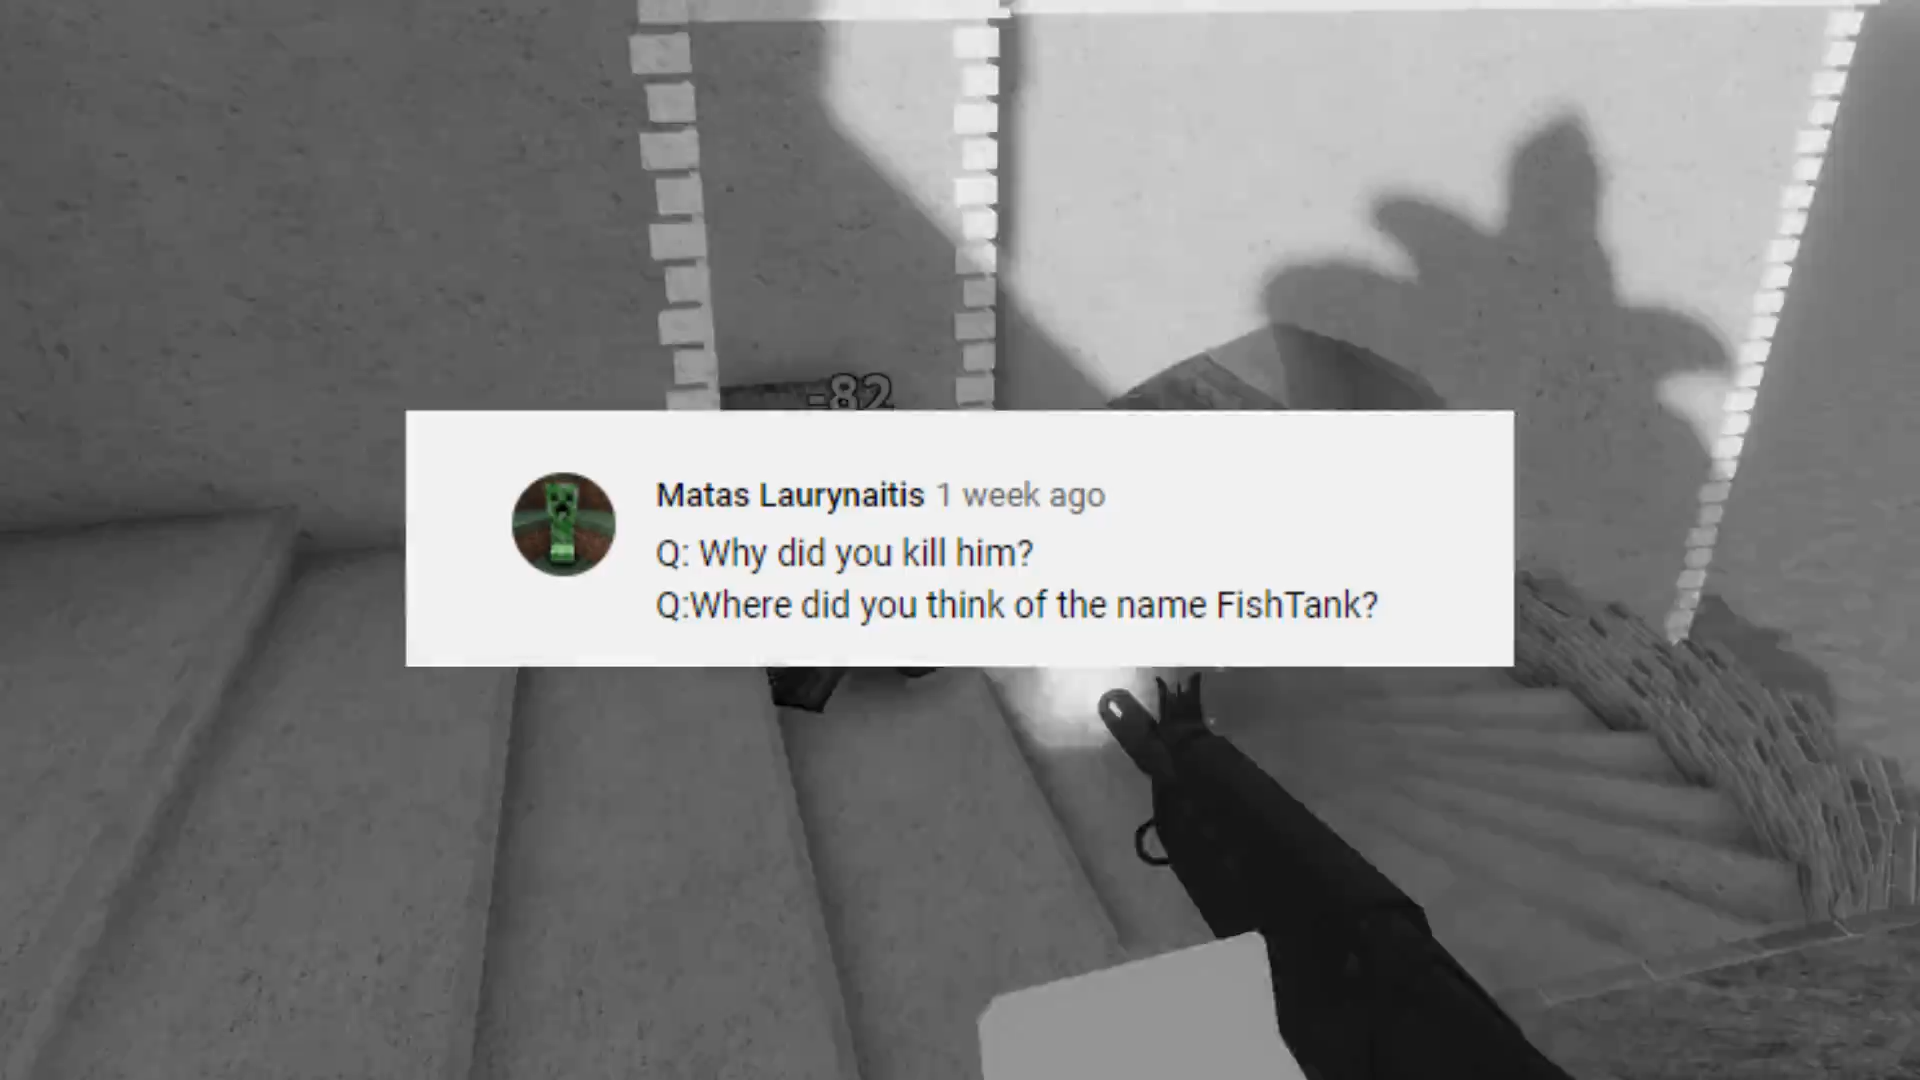 -82
Matas Laurynaitis 1 week ago
Q: Why did you kill him?
Q:Where did you think of the name FishTank?